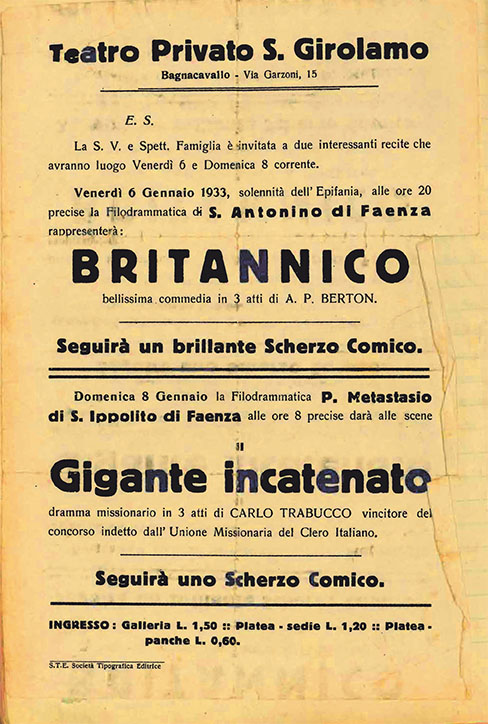 Teatro Privato S. Girolamo
Bagnacavallo - Via Garzoni, 15
E. S.
La S. V. e Spett. Famiglia è invitata a due interessanti recite che
avranno luogo Venerdì 6 e Domenica 8 corrente.
Venerdì 6 Gennaio 1933, solennità dell'Epifania, alle ore 20
precise la Filodrammatica di S. Antonino di Faenza
rappresenterà:
BRITANNICO
bellissima commedia in 3 atti di A. P. BERTON.
Seguirà un brillante Scherzo Comico.
Domenica 8 Gennaio la Filodrammatica P. Metastasio
di S. Ippolito di Faenza alle ore 8 precise darà alle scene
Il
Gigante incatenato
dramma missionario in 3 atti di CARLO TRABUCCO vincitore del
concorso indetto dall'Unione Missionaria del Clero Italiano.
Seguirà uno Scherzo Comico.
INGRESSO: Galleria L. 1,50 :: Platea - sedie L. 1,20 :: Platea -
panche L. 0,60.
S.T.E. Società Tipografica Editrice